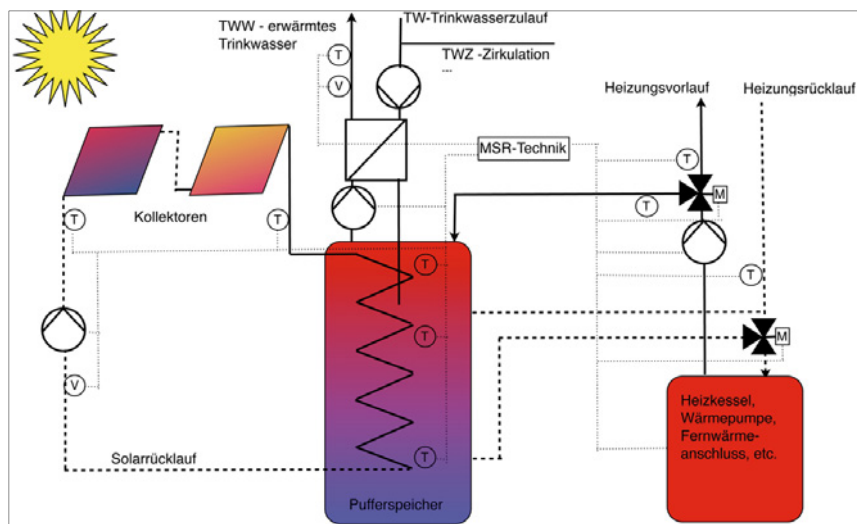 TWW - erwärmtes
Trinkwasser
TW-Trinkwasserzulauf
TWZ -Zirkulation
...
T
V
Heizungsvorlauf
Heizungsrücklauf
MSR-Technik
T
T
M
Kollektoren
T
T
T
T
T
M
V
Heizkessel,
Wärmepumpe,
Fernwärme-
anschluss, etc.
Solarrücklauf
T
Pufferspeicher